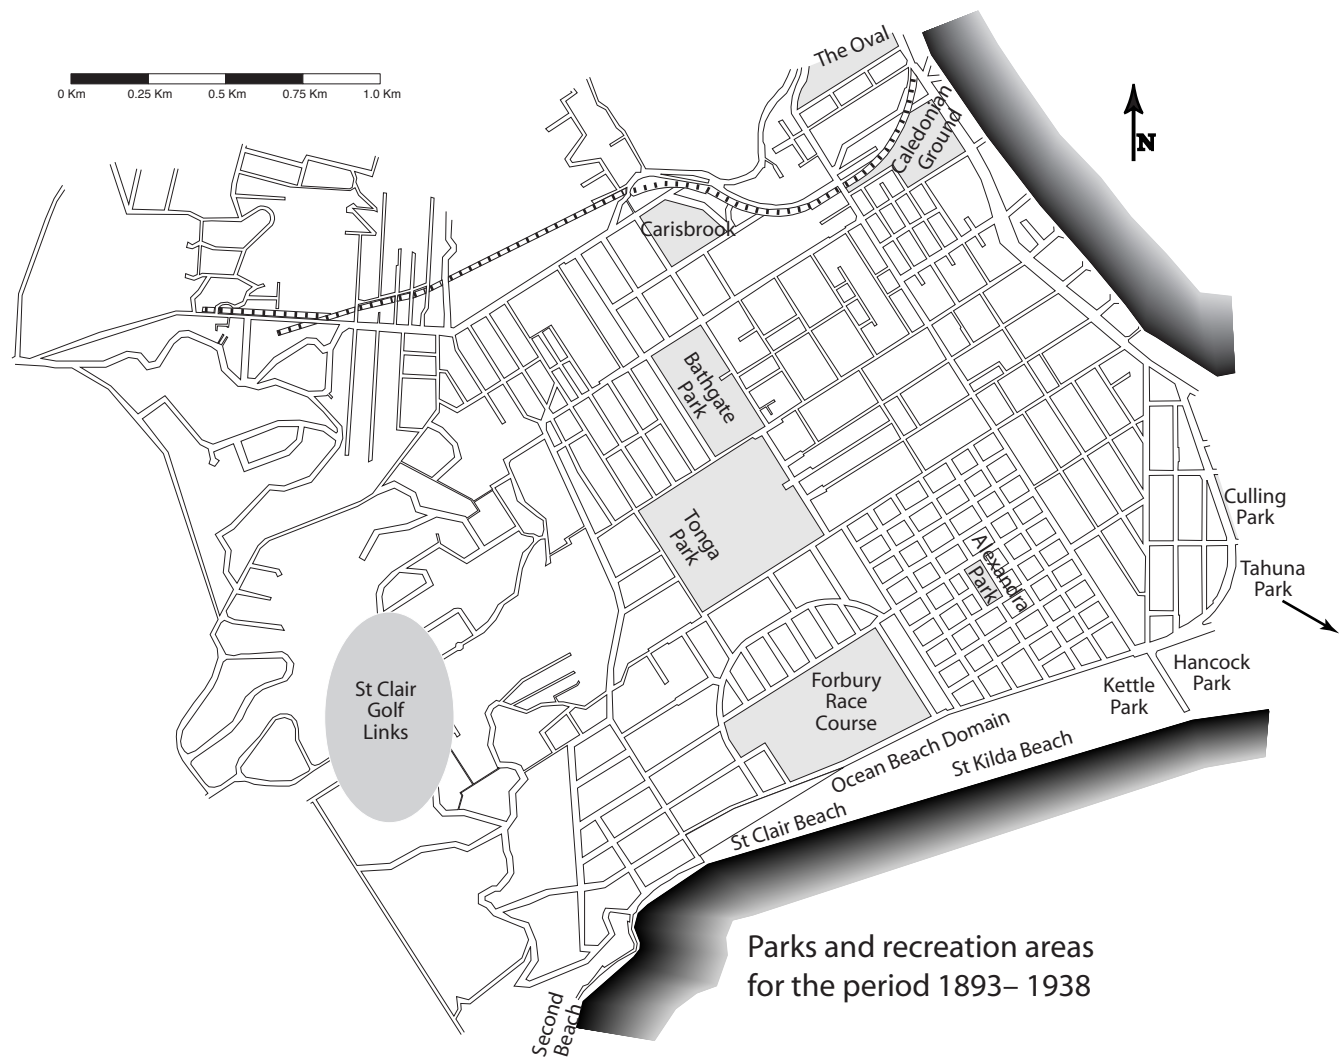 The Oval
0 Km 0.25 Km 0.5 Km 0.75 Km 1.0 Km
Caledonian
Ground
N
Carisbrook
Bathgate
Park
Tonga
Park
Culling
Park
Alexandra
Park
Tahuna
Park
St Clair
Golf
Links
Forbury
Race
Course
Hancock
Park
Kettle
Park
Ocean Beach Domain
St Kilda Beach
St Clair Beach
Parks and recreation areas
for the period 1893– 1938
Second
Beach